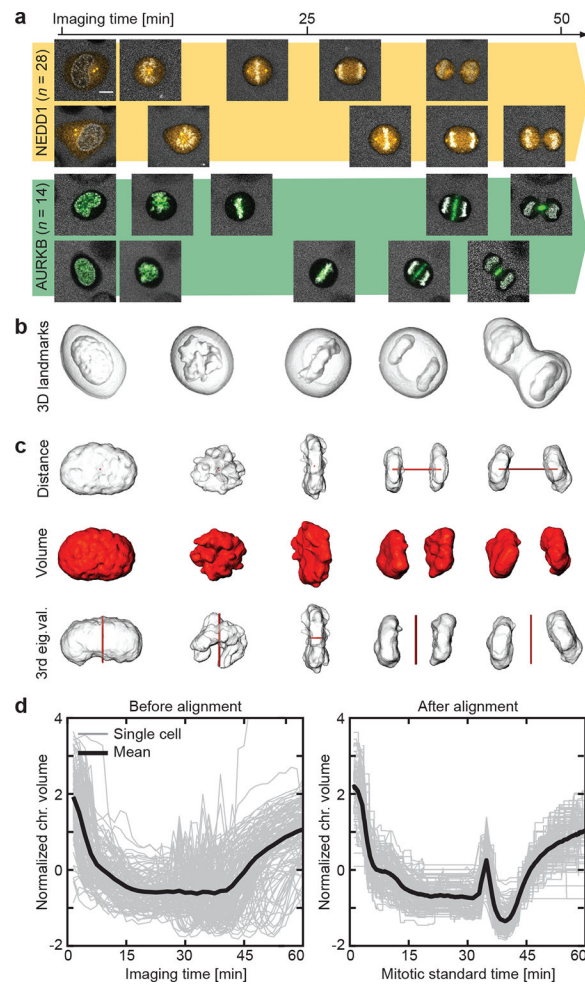 a
Imaging time [min]
25
50
NEDD1 (n = 28)
AURKB (n = 14)
b
3D landmarks
c
Distance
Volume
3rd eig.val.
d
Before alignment
After alignment
Single cell
Mean
Normalized chr. volume
4
2
0
-2
0
15
30
45
60
Imaging time [min]
Normalized chr. volume
4
2
0
-2
0
15
30
45
60
Mitotic standard time [min]